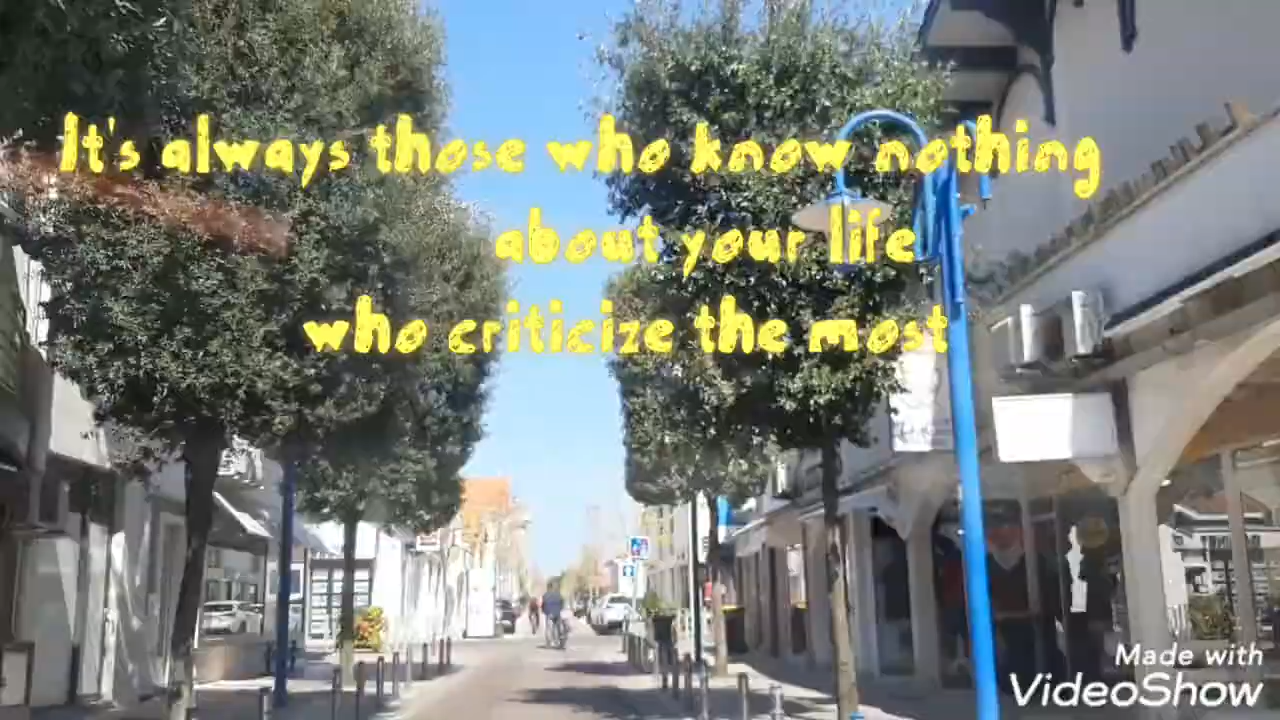 It's always those who know nothing
about your life
who criticize the most
Made with
VideoShow